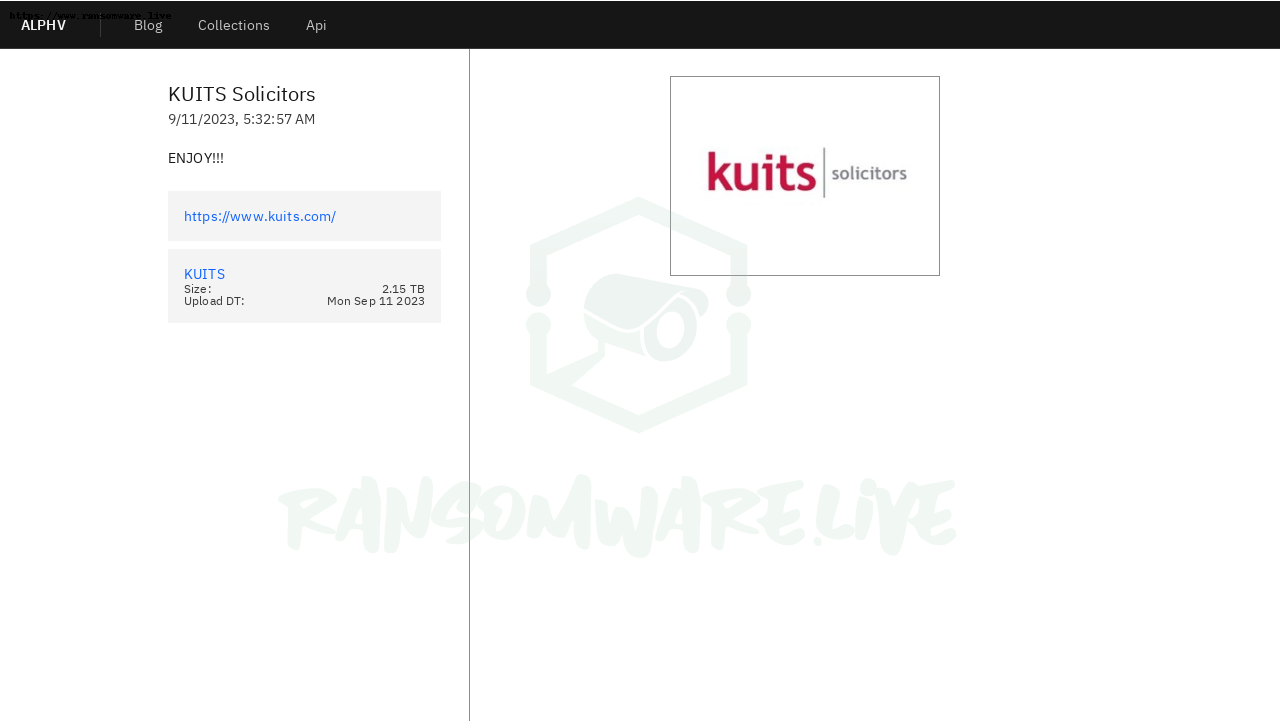 https://www.ransomware.live
ALPHV
Blog
Collections
Api
KUITS Solicitors
9/11/2023, 5:32:57 AM
ENJOY!!!
https://www.kuits.com/
KUITS
Size: 2.15 TB
Upload DT: Mon Sep 11 2023
kuits solicitors
RANSOMWARE.LIVE